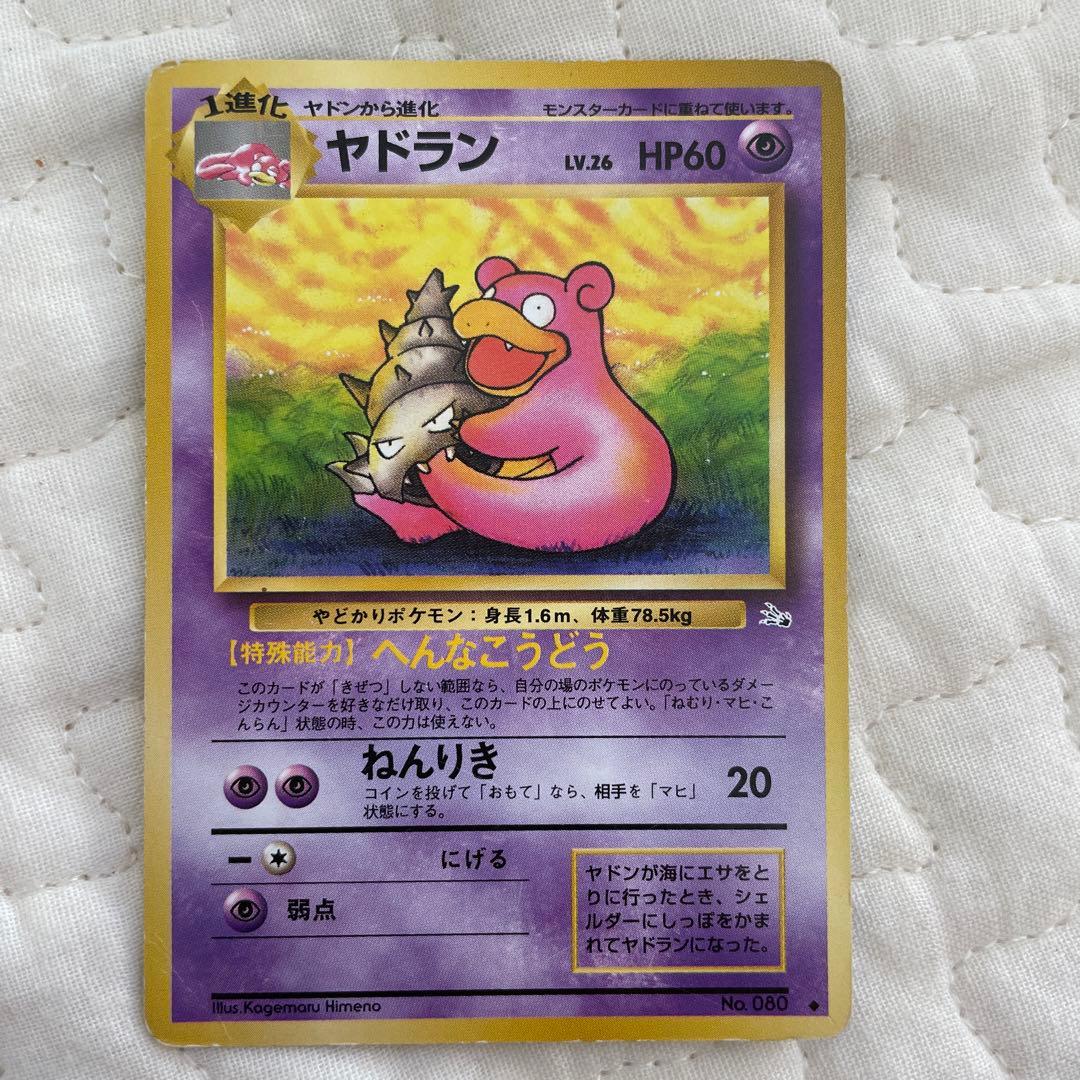 1進化 ヤドンから進化 モンスターカードに重ねて使います。
ヤドラン LV.26 HP60
やどかりポケモン：身長1.6m、体重78.5kg
【特殊能力】へんなこうどう
このカードが「きぜつ」しない範囲なら、自分の場のポケモンにのっているダメー
ジカウンターを好きなだけ取り、このカードの上にのせてよい。「ねむり・マヒ・こ
んらん」状態の時、この力は使えない。
ねんりき 20
コインを投げて「おもて」なら、相手を「マヒ」
状態にする。
にげる
弱点
ヤドンが海にエサをと
りに行ったとき、シェ
ルダーにしっぽをかま
れてヤドランになった。
Illus.Kagemaru Himeno No. 080